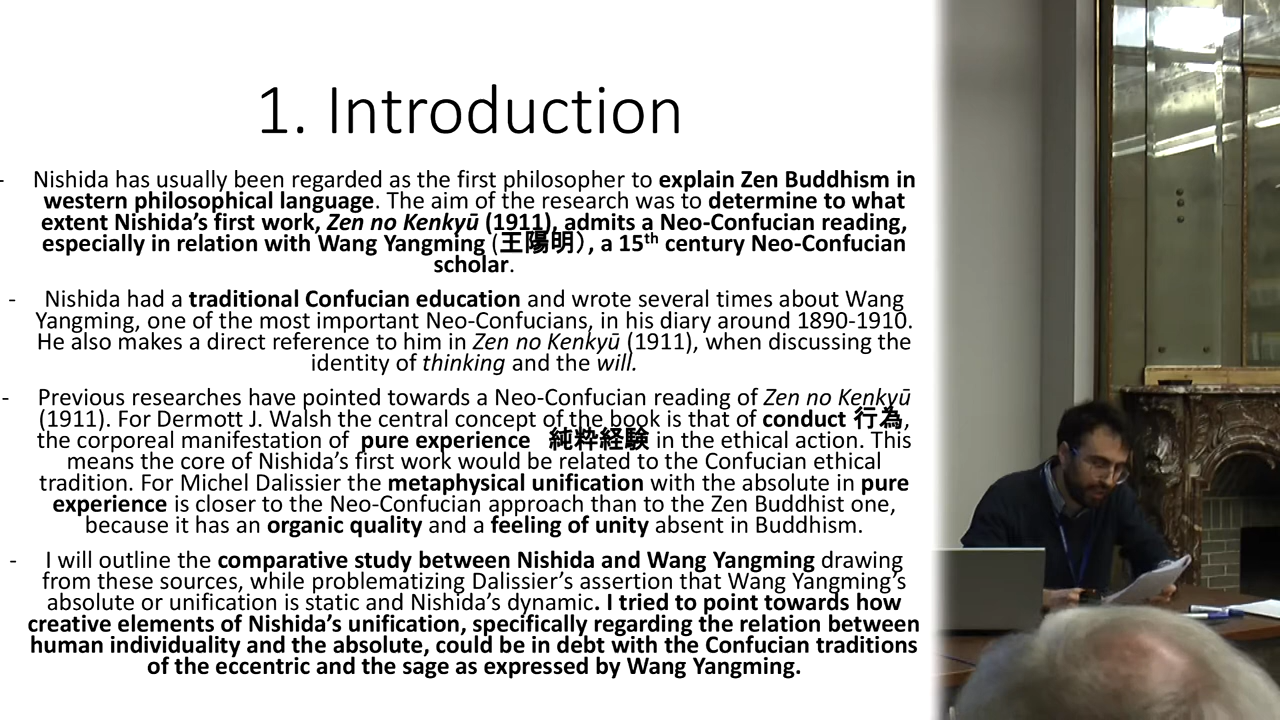 1. Introduction
- Nishida has usually been regarded as the first philosopher to explain Zen Buddhism in
western philosophical language. The aim of the research was to determine to what
extent Nishida’s first work, Zen no Kenkyū (1911), admits a Neo-Confucian reading,
especially in relation with Wang Yangming (王陽明), a 15th century Neo-Confucian
scholar.
- Nishida had a traditional Confucian education and wrote several times about Wang
Yangming, one of the most important Neo-Confucians, in his diary around 1890-1910.
He also makes a direct reference to him in Zen no Kenkyū (1911), when discussing the
identity of thinking and the will.
- Previous researches have pointed towards a Neo-Confucian reading of Zen no Kenkyū
(1911). For Dermott J. Walsh the central concept of the book is that of conduct 行為,
the corporeal manifestation of pure experience 純粋経験 in the ethical action. This
means the core of Nishida’s first work would be related to the Confucian ethical
tradition. For Michel Dalissier the metaphysical unification with the absolute in pure
experience is closer to the Neo-Confucian approach than to the Zen Buddhist one,
because it has an organic quality and a feeling of unity absent in Buddhism.
- I will outline the comparative study between Nishida and Wang Yangming drawing
from these sources, while problematizing Dalissier’s assertion that Wang Yangming’s
absolute or unification is static and Nishida’s dynamic. I tried to point towards how
creative elements of Nishida’s unification, specifically regarding the relation between
human individuality and the absolute, could be in debt with the Confucian traditions
of the eccentric and the sage as expressed by Wang Yangming.